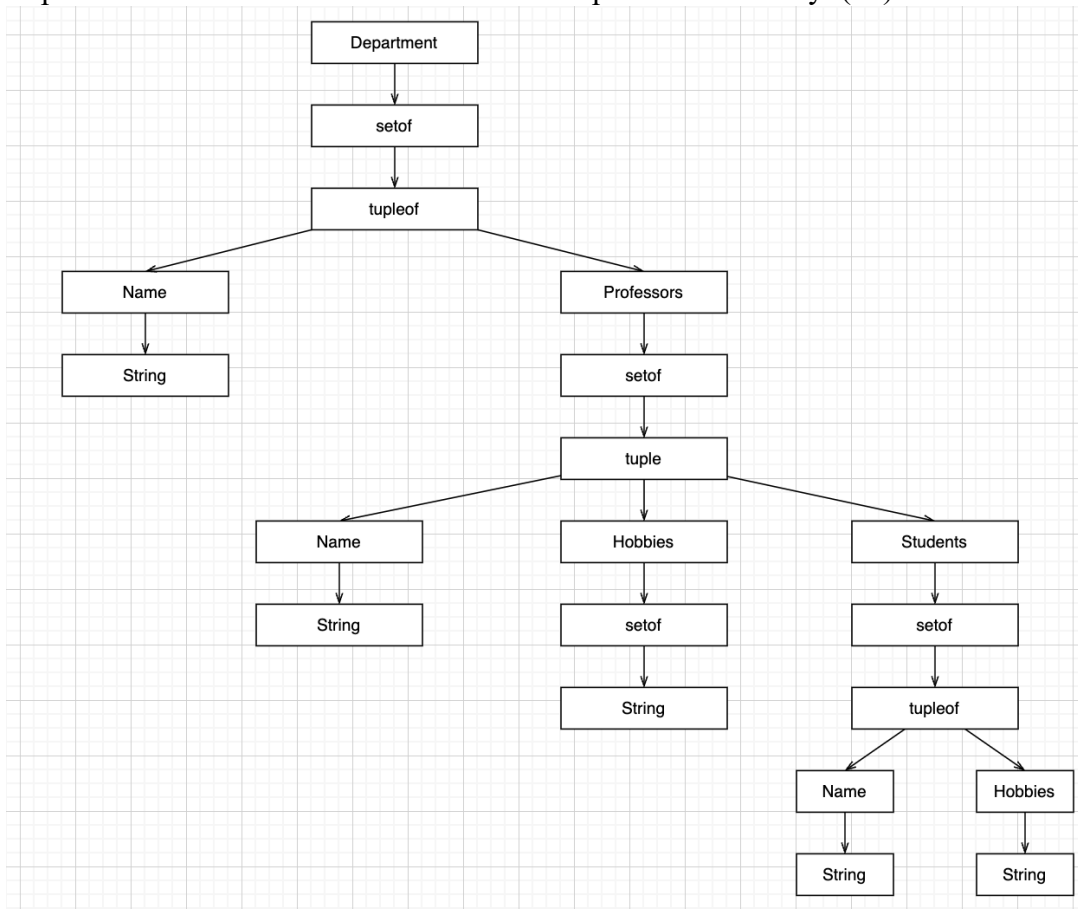 Department
setof
tupleof
Name
Professors
String
setof
tuple
Name
Hobbies
Students
String
setof
setof
String
tupleof
Name
Hobbies
String
String